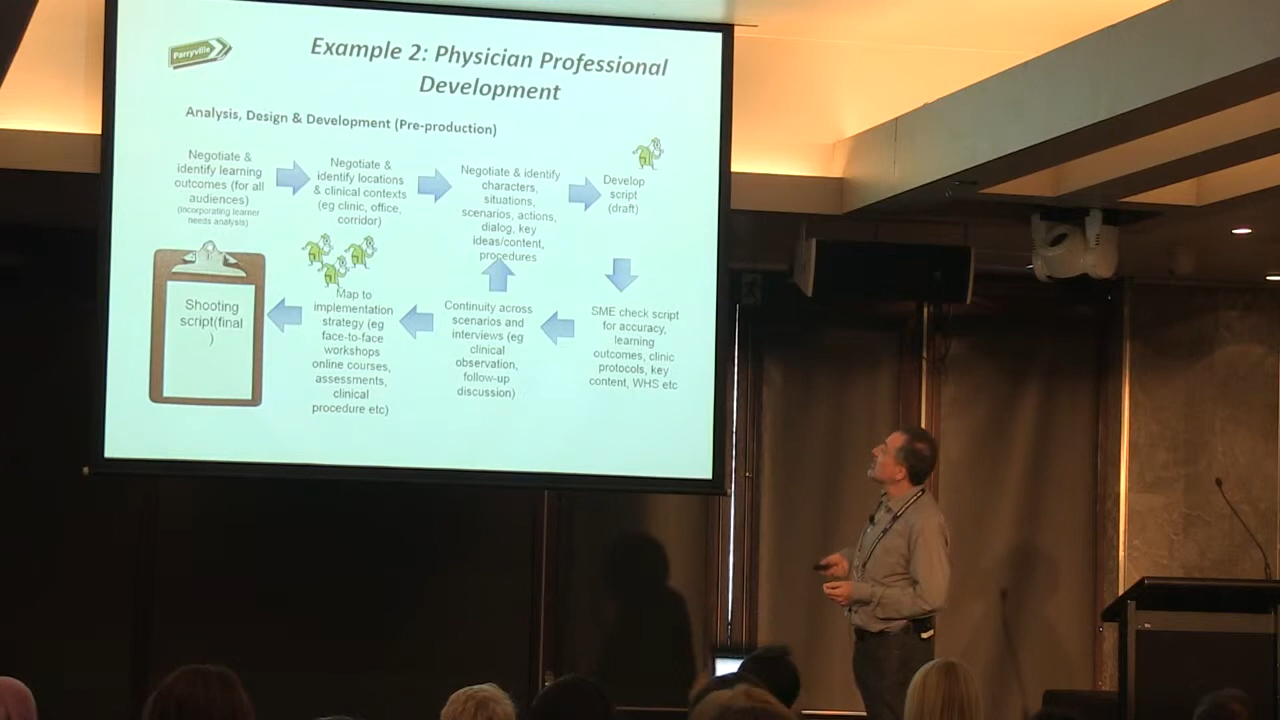 Parryville
Example 2: Physician Professional
Development
Analysis, Design & Development (Pre-production)
Negotiate &
identify learning
outcomes (for all
audiences)
(incorporating learner
needs analysis)
Negotiate &
identify locations
& clinical contexts
(eg clinic, office,
corridor)
Negotiate & identify
characters,
situations,
scenarios, actions,
dialog, key
ideas/content,
procedures
Develop
script
(draft)
SME check script
for accuracy,
learning
outcomes, clinic
protocols, key
content, WHS etc
Continuity across
scenarios and
interviews (eg
clinical
observation,
follow-up
discussion)
Map to
implementation
strategy (eg
face-to-face
workshops
online courses,
assessments,
clinical
procedure etc)
Shooting
script(final
)